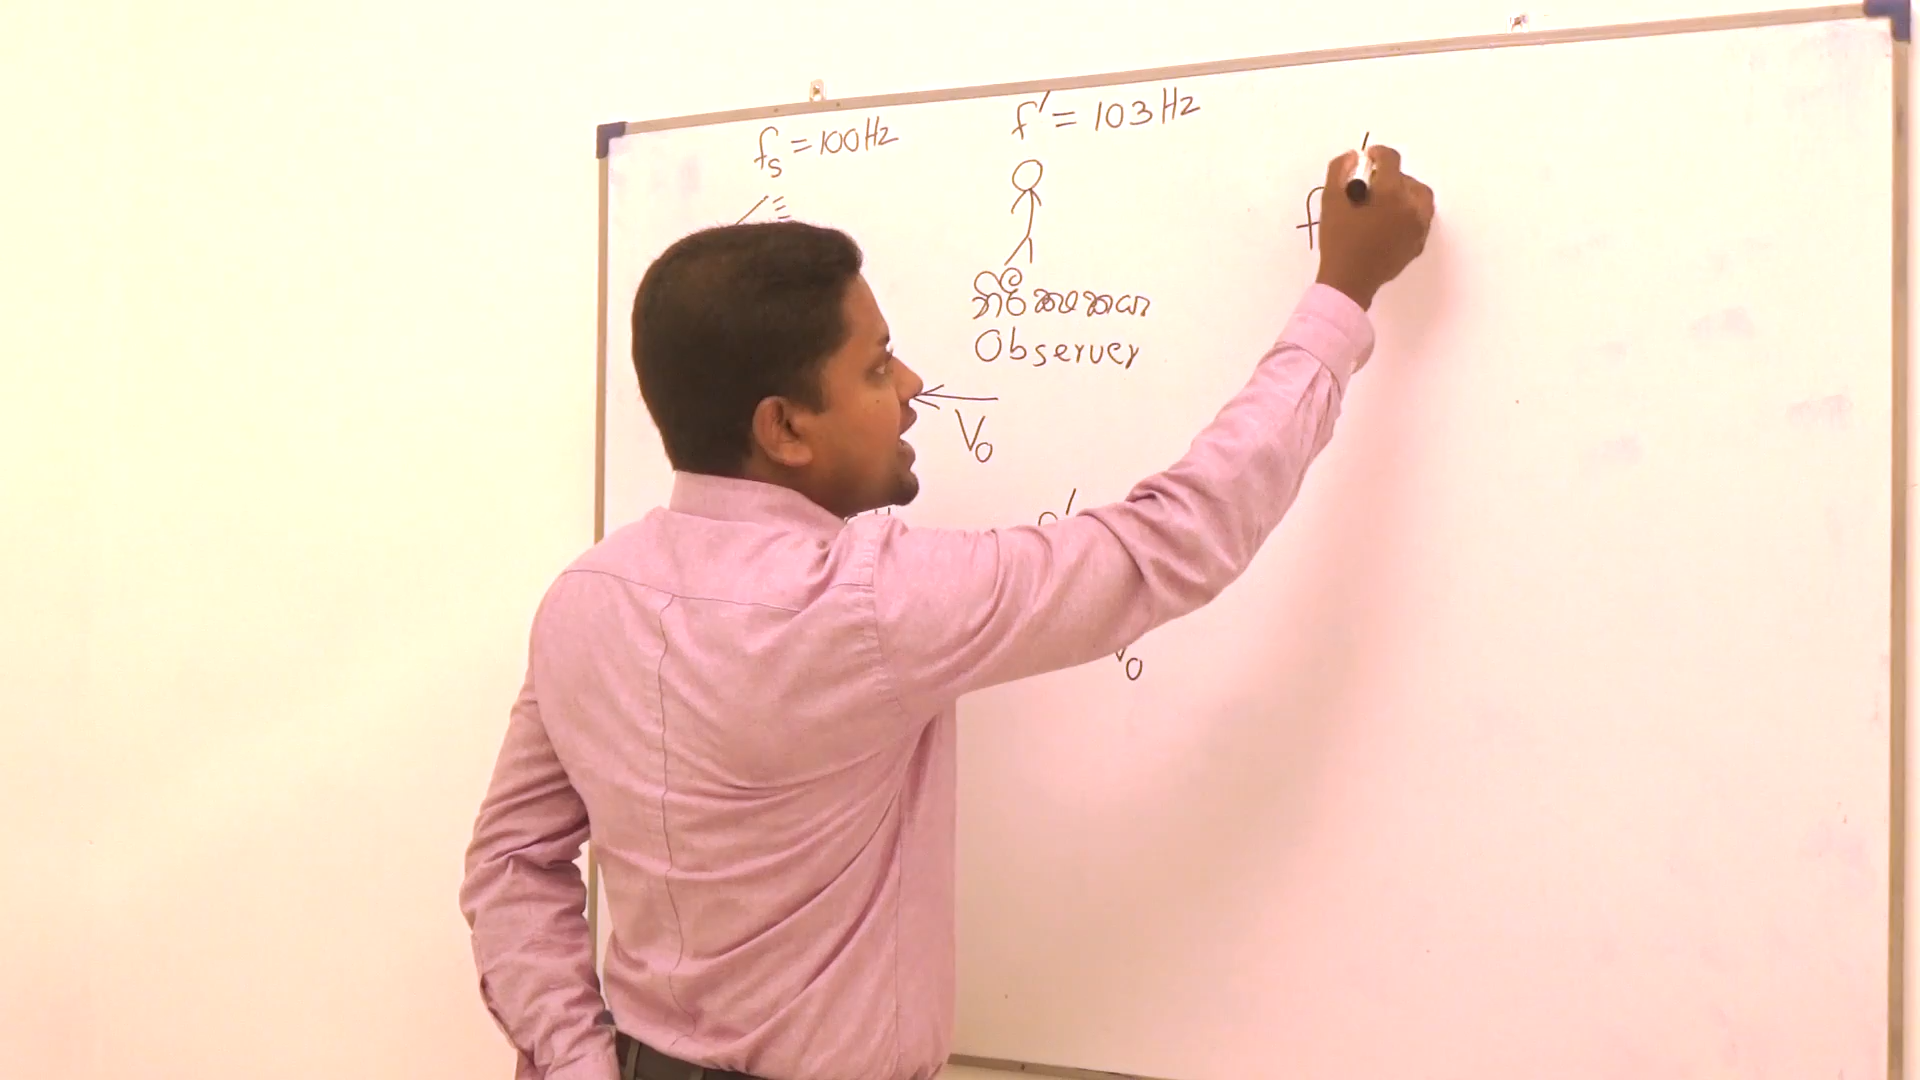 fₛ = 100 Hz
f′ = 103 Hz
නිරීක්ෂකයා
Observer
V₀
f
V₀